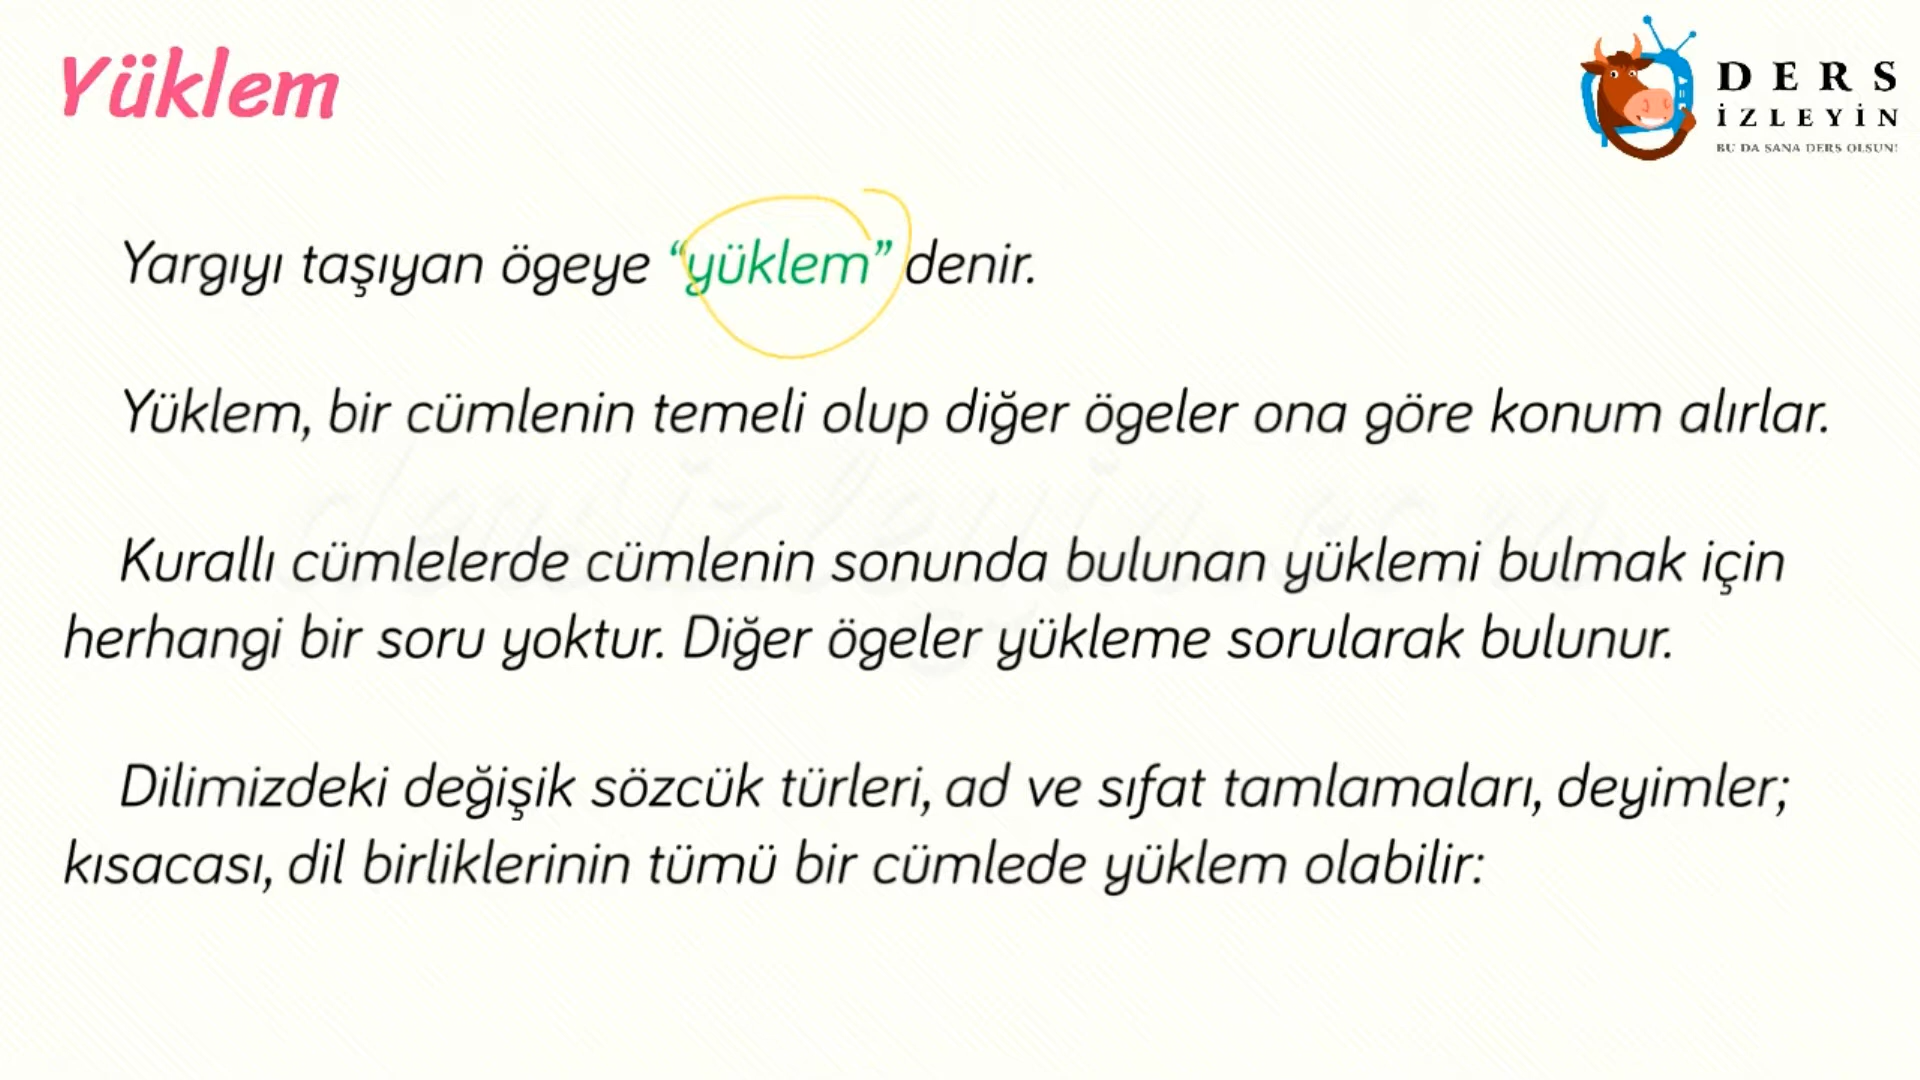 Yüklem
DERS
İZLEYİN
BU DA SANA DERS OLSUN!
Yargıyı taşıyan ögeye “yüklem” denir.
Yüklem, bir cümlenin temeli olup diğer ögeler ona göre konum alırlar.
dersizleyin.com
Kurallı cümlelerde cümlenin sonunda bulunan yüklemi bulmak için
herhangi bir soru yoktur. Diğer ögeler yükleme sorularak bulunur.
Dilimizdeki değişik sözcük türleri, ad ve sıfat tamlamaları, deyimler;
kısacası, dil birliklerinin tümü bir cümlede yüklem olabilir: